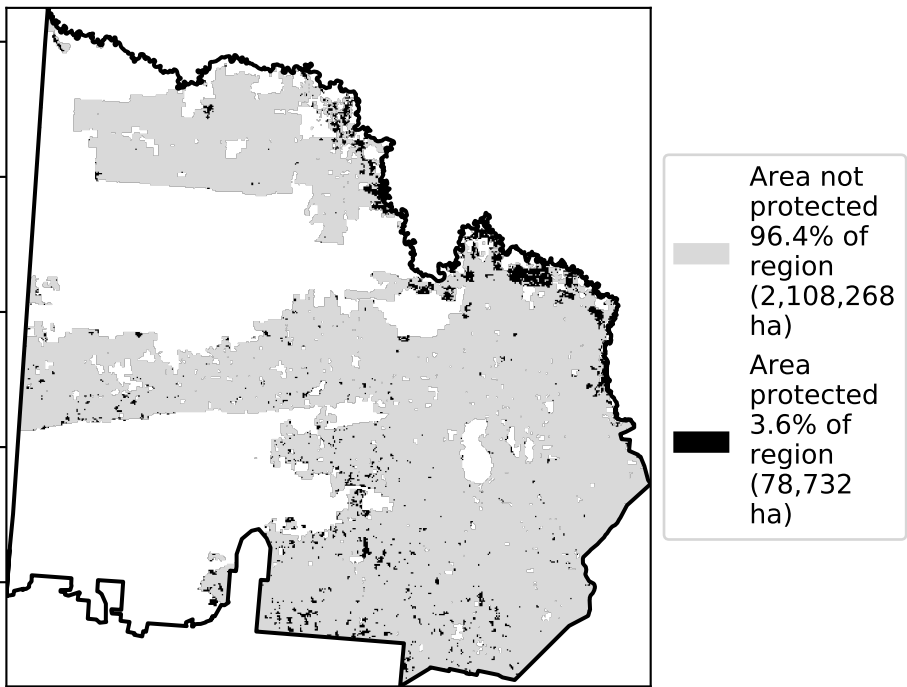 Area not
protected
96.4% of
region
(2,108,268
ha)
Area
protected
3.6% of
region
(78,732
ha)